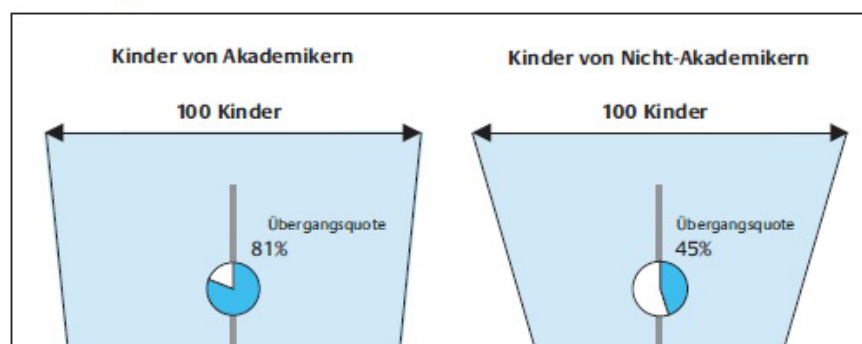 Kinder von Akademikern
100 Kinder
Übergangsquote
81%
Kinder von Nicht-Akademikern
100 Kinder
Übergangsquote
45%